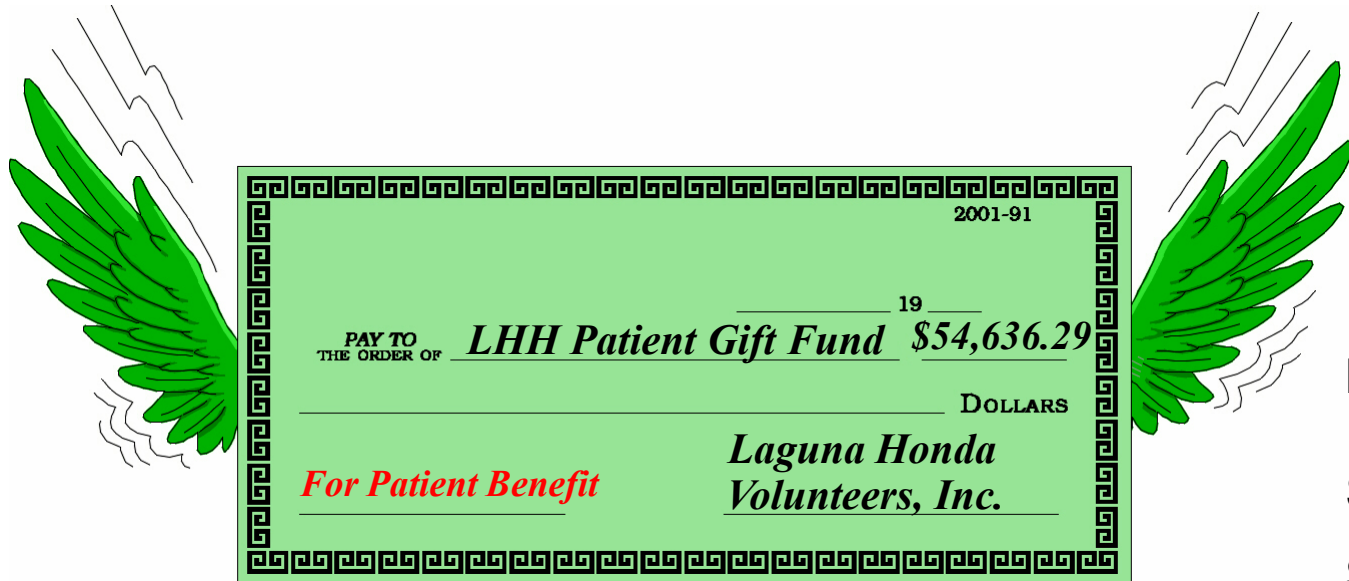 2001-91
19
PAY TO
THE ORDER OF LHH Patient Gift Fund $54,636.29
DOLLARS
For Patient Benefit
Laguna Honda
Volunteers, Inc.